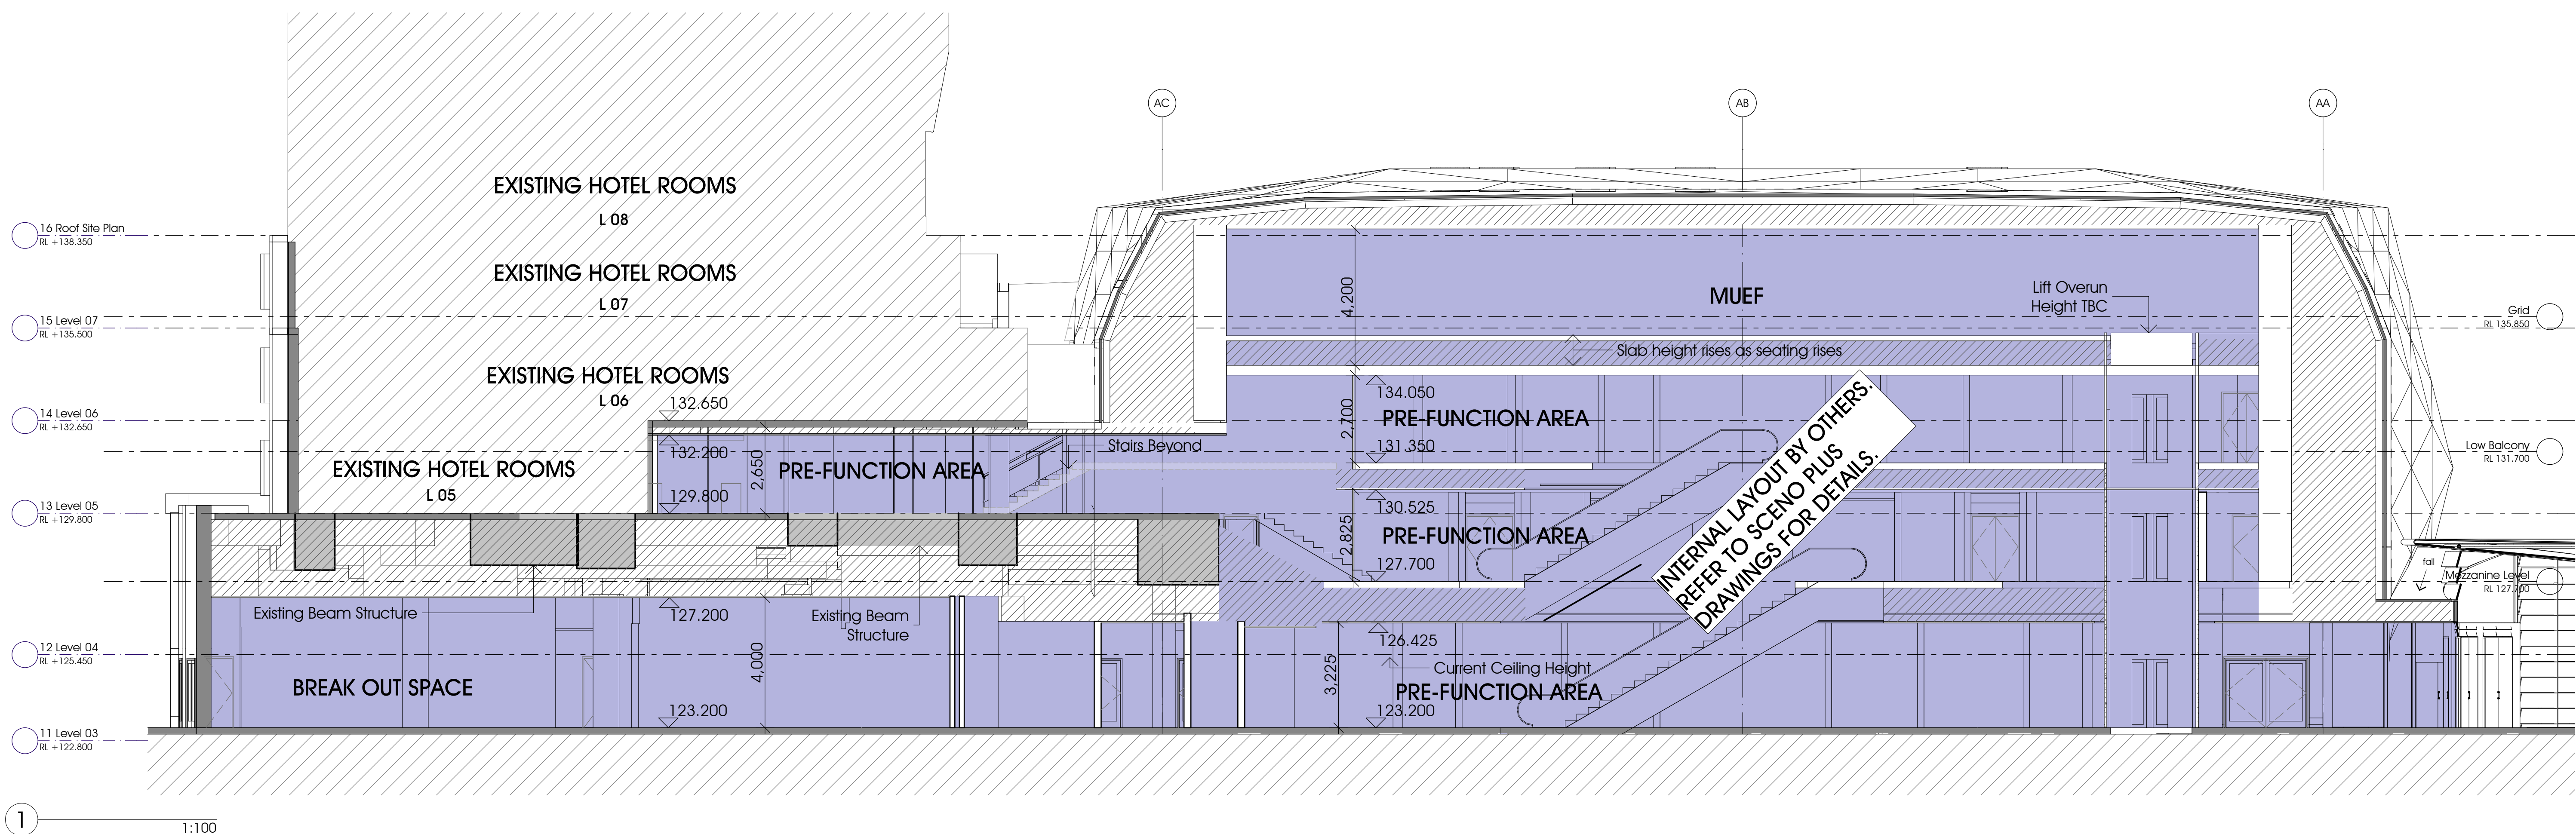 AC
AB
AA
EXISTING HOTEL ROOMS
L 08
16 Roof Site Plan
RL +138.350
EXISTING HOTEL ROOMS
L 07
MUEF
4,200
Lift Overun
Height TBC
15 Level 07
RL +135.500
Grid
RL 135.850
Slab height rises as seating rises
EXISTING HOTEL ROOMS
L 06
132.650
134.050
14 Level 06
RL +132.650
2,700
PRE-FUNCTION AREA
131.350
Stairs Beyond
132.200
Low Balcony
RL 131.700
EXISTING HOTEL ROOMS
L 05
2,650
PRE-FUNCTION AREA
129.800
13 Level 05
RL +129.800
130.525
2,825
PRE-FUNCTION AREA
127.700
INTERNAL LAYOUT BY OTHERS.
REFER TO SCENO PLUS
DRAWINGS FOR DETAILS.
fall
Mezzanine Level
RL 127.700
Existing Beam Structure
127.200
Existing Beam
Structure
126.425
12 Level 04
RL +125.450
4,000
3,225
Current Ceiling Height
BREAK OUT SPACE
PRE-FUNCTION AREA
123.200
123.200
11 Level 03
RL +122.800
1
1:100